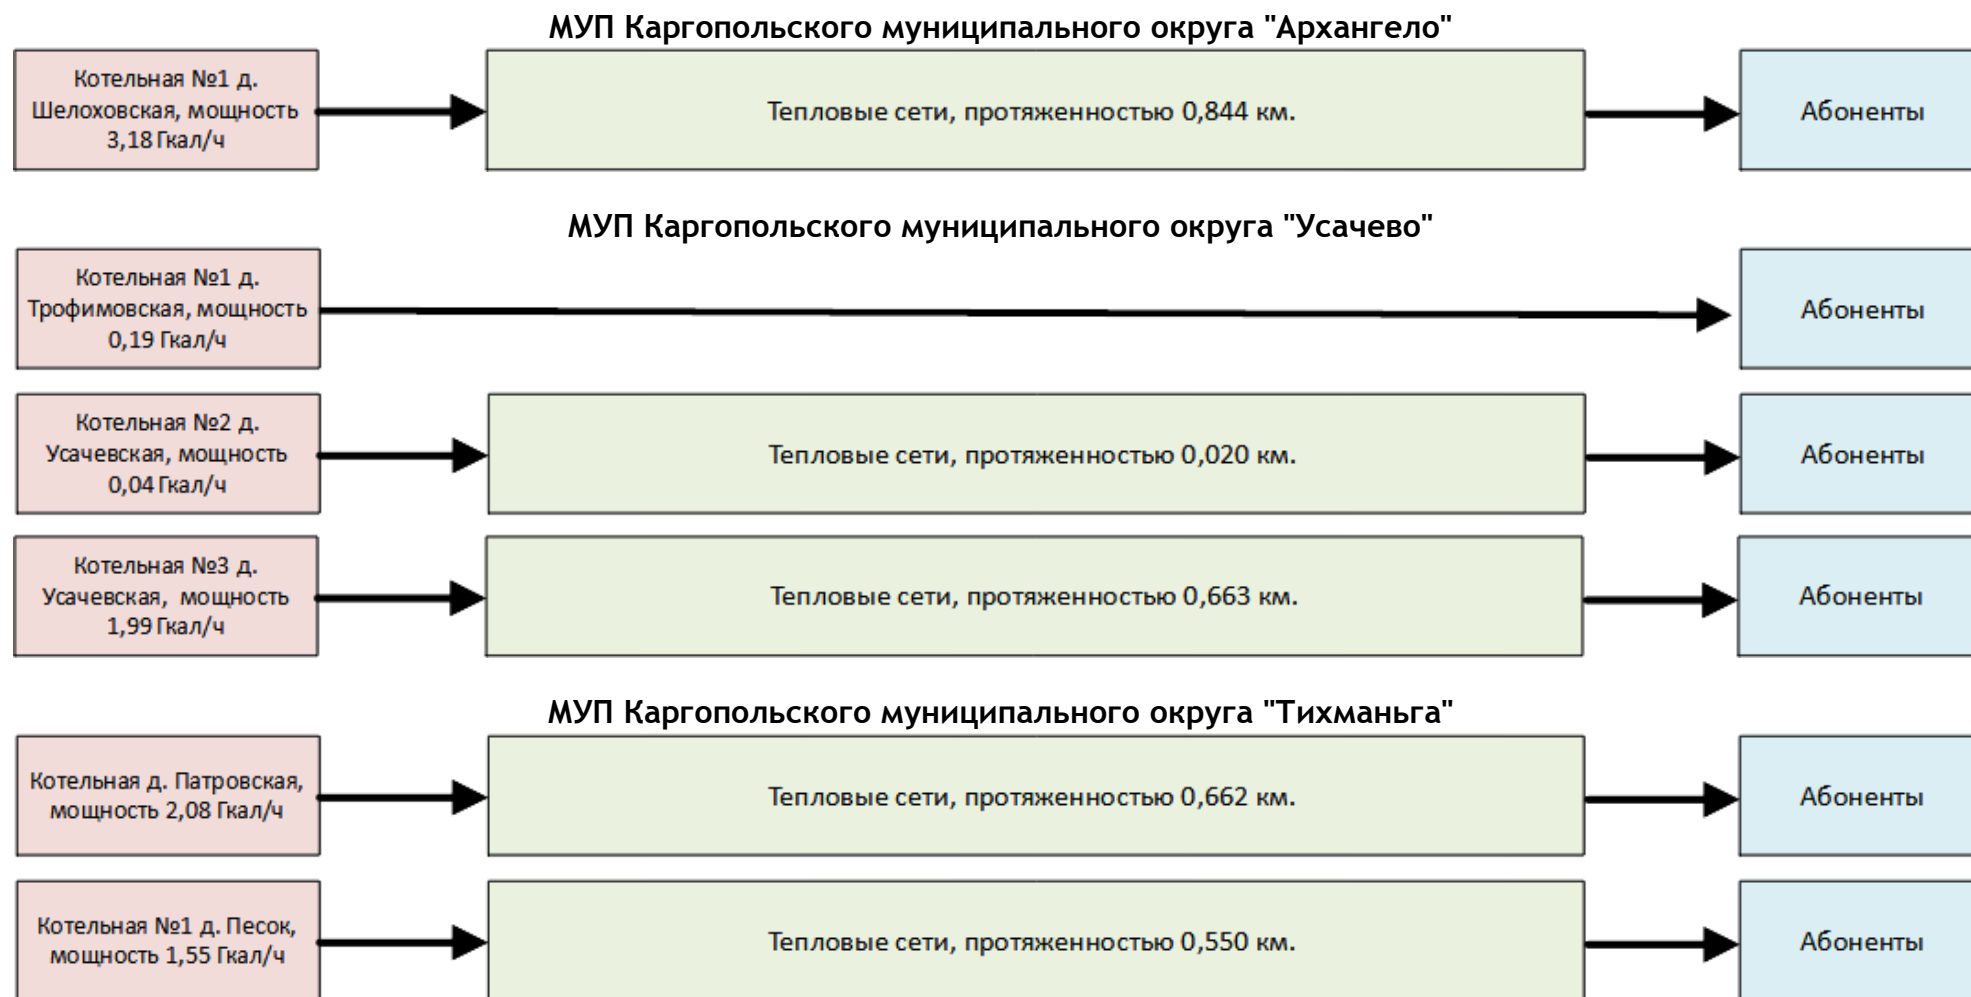 МУП Каргопольского муниципального округа "Архангело"
Котельная №1 д.
Шелоховская, мощность
3,18 Гкал/ч
Тепловые сети, протяженностью 0,844 км.
Абоненты
МУП Каргопольского муниципального округа "Усачево"
Котельная №1 д.
Трофимовская, мощность
0,19 Гкал/ч
Абоненты
Котельная №2 д.
Усачевская, мощность
0,04 Гкал/ч
Тепловые сети, протяженностью 0,020 км.
Абоненты
Котельная №3 д.
Усачевская, мощность
1,99 Гкал/ч
Тепловые сети, протяженностью 0,663 км.
Абоненты
МУП Каргопольского муниципального округа "Тихманьга"
Котельная д. Патровская,
мощность 2,08 Гкал/ч
Тепловые сети, протяженностью 0,662 км.
Абоненты
Котельная №1 д. Песок,
мощность 1,55 Гкал/ч
Тепловые сети, протяженностью 0,550 км.
Абоненты